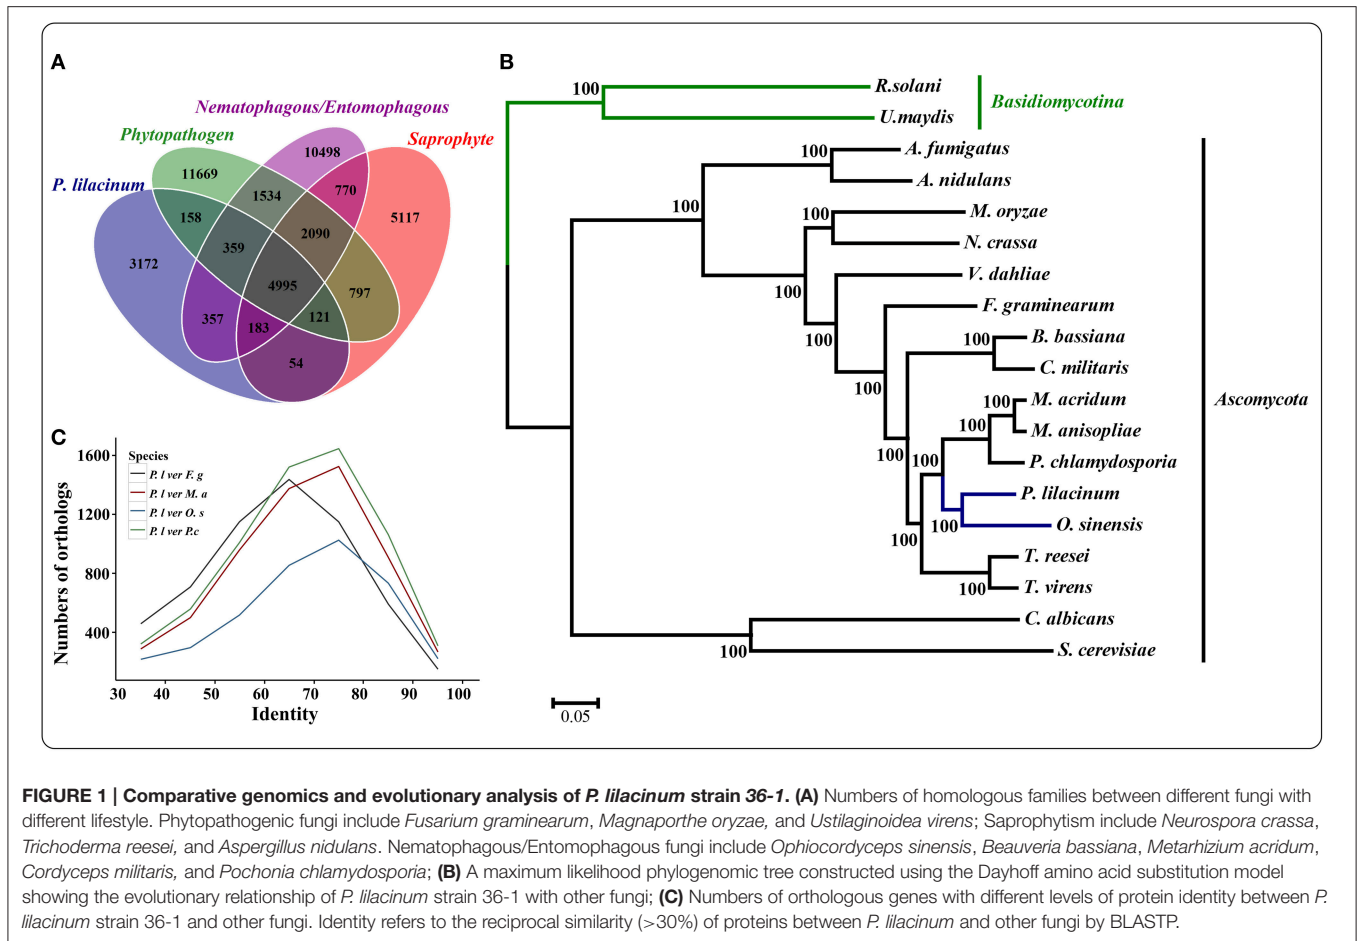 A
Nematophagous/Entomophagous
Phytopathogen
Saprophyte
P. lilacinum
10498
11669
1534
770
158
5117
359
2090
3172
4995
797
357
183
121
54
B
100
R.solani
U.maydis
Basidiomycotina
100
A. fumigatus
A. nidulans
100
100
M. oryzae
N. crassa
100
V. dahliae
100
F. graminearum
100
100
B. bassiana
C. militaris
100
100
M. acridum
M. anisopliae
100
P. chlamydosporia
100
P. lilacinum
100
O. sinensis
100
T. reesei
100
T. virens
C. albicans
100
S. cerevisiae
Ascomycota
0.05
C
Numbers of orthologs
1600
1200
800
400
Species
P. l ver F. g
P. l ver M. a
P. l ver O. s
P. l ver P.c
30 40 50 60 70 80 90 100
Identity
FIGURE 1 | Comparative genomics and evolutionary analysis of P. lilacinum strain 36-1. (A) Numbers of homologous families between different fungi with
different lifestyle. Phytopathogenic fungi include Fusarium graminearum, Magnaporthe oryzae, and Ustilaginoidea virens; Saprophytism include Neurospora crassa,
Trichoderma reesei, and Aspergillus nidulans. Nematophagous/Entomophagous fungi include Ophiocordyceps sinensis, Beauveria bassiana, Metarhizium acridum,
Cordyceps militaris, and Pochonia chlamydosporia; (B) A maximum likelihood phylogenomic tree constructed using the Dayhoff amino acid substitution model
showing the evolutionary relationship of P. lilacinum strain 36-1 with other fungi; (C) Numbers of orthologous genes with different levels of protein identity between P.
lilacinum strain 36-1 and other fungi. Identity refers to the reciprocal similarity (>30%) of proteins between P. lilacinum and other fungi by BLASTP.